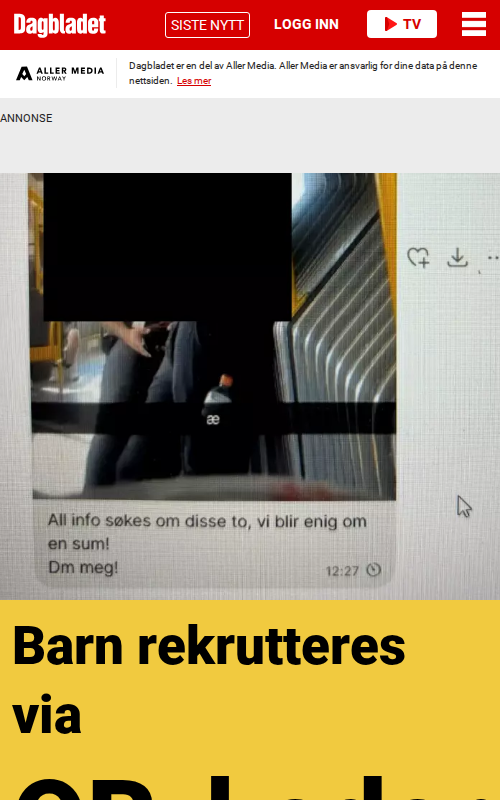 Dagbladet
SISTE NYTT
LOGG INN
TV
ALLER MEDIA
NORWAY
Dagbladet er en del av Aller Media. Aller Media er ansvarlig for dine data på denne
nettsiden. Les mer
ANNONSE
æ
All info søkes om disse to, vi blir enig om
en sum!
Dm meg!
12:27
Barn rekrutteres
via